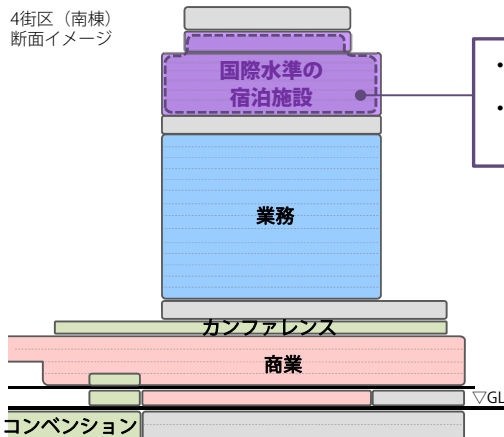 4街区（南棟）
断面イメージ
国際水準の
宿泊施設
•
•
業務
カンファレンス
商業
▽GL
コンベンション